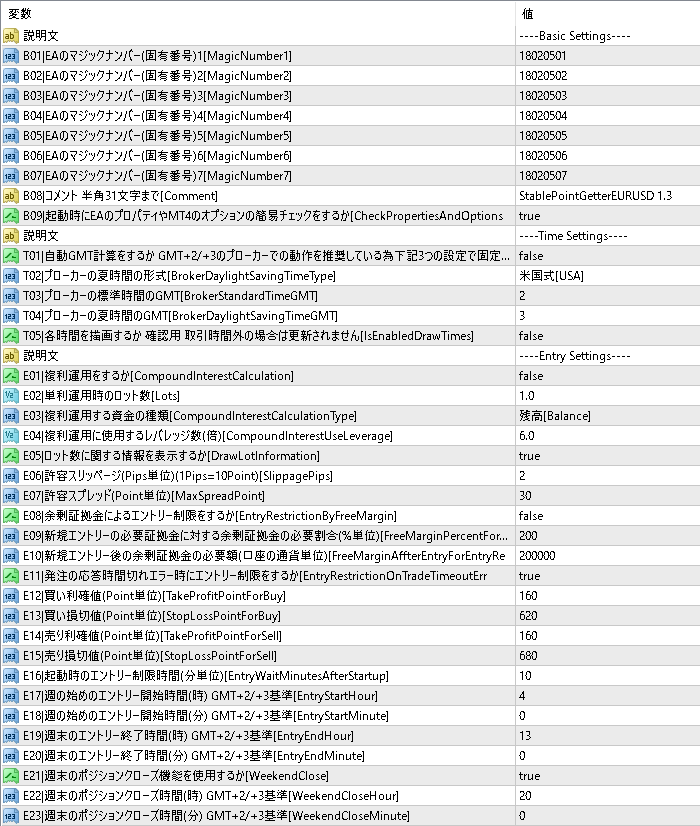 変数 値
説明文 ----Basic Settings----
B01|EAのマジックナンバー(固有番号)1[MagicNumber1] 18020501
B02|EAのマジックナンバー(固有番号)2[MagicNumber2] 18020502
B03|EAのマジックナンバー(固有番号)3[MagicNumber3] 18020503
B04|EAのマジックナンバー(固有番号)4[MagicNumber4] 18020504
B05|EAのマジックナンバー(固有番号)5[MagicNumber5] 18020505
B06|EAのマジックナンバー(固有番号)6[MagicNumber6] 18020506
B07|EAのマジックナンバー(固有番号)7[MagicNumber7] 18020507
B08|コメント 半角31文字まで[Comment] StablePointGetterEURUSD 1.3
B09|起動時にEAのプロパティやMT4のオプションの簡易チェックをするか[CheckPropertiesAndOptions true
説明文 ----Time Settings----
T01|自動GMT計算をするか GMT+2/+3のブローカーでの動作を推奨している為下記3つの設定で固定... false
T02|ブローカーの夏時間の形式[BrokerDaylightSavingTimeType] 米国式[USA]
T03|ブローカーの標準時間のGMT[BrokerStandardTimeGMT] 2
T04|ブローカーの夏時間のGMT[BrokerDaylightSavingTimeGMT] 3
T05|各時間を描画するか 確認用 取引時間外の場合は更新されません[IsEnabledDrawTimes] false
説明文 ----Entry Settings----
E01|複利運用をするか[CompoundInterestCalculation] false
E02|単利運用時のロット数[Lots] 1.0
E03|複利運用する資金の種類[CompoundInterestCalculationType] 残高[Balance]
E04|複利運用に使用するレバレッジ数(倍)[CompoundInterestUseLeverage] 6.0
E05|ロット数に関する情報を表示するか[DrawLotInformation] true
E06|許容スリッページ(Pips単位)(1Pips=10Point)[SlippagePips] 2
E07|許容スプレッド(Point単位)[MaxSpreadPoint] 30
E08|余剰証拠金によるエントリー制限をするか[EntryRestrictionByFreeMargin] false
E09|新規エントリーの必要証拠金に対する余剰証拠金の必要割合(%単位)[FreeMarginPercentFor... 200
E10|新規エントリー後の余剰証拠金の必要額(口座の通貨単位)[FreeMarginAffterEntryForEntryRe 200000
E11|発注の応答時間切れエラー時にエントリー制限をするか[EntryRestrictionOnTradeTimeoutErr true
E12|買い利確値(Point単位)[TakeProfitPointForBuy] 160
E13|買い損切値(Point単位)[StopLossPointForBuy] 620
E14|売り利確値(Point単位)[TakeProfitPointForSell] 160
E15|売り損切値(Point単位)[StopLossPointForSell] 680
E16|起動時のエントリー制限時間(分単位)[EntryWaitMinutesAfterStartup] 10
E17|週の始めのエントリー開始時間(時) GMT+2/+3基準[EntryStartHour] 4
E18|週の始めのエントリー開始時間(分) GMT+2/+3基準[EntryStartMinute] 0
E19|週末のエントリー終了時間(時) GMT+2/+3基準[EntryEndHour] 13
E20|週末のエントリー終了時間(分) GMT+2/+3基準[EntryEndMinute] 0
E21|週末のポジションクローズ機能を使用するか[WeekendClose] true
E22|週末のポジションクローズ時間(時) GMT+2/+3基準[WeekendCloseHour] 20
E23|週末のポジションクローズ時間(分) GMT+2/+3基準[WeekendCloseMinute] 0